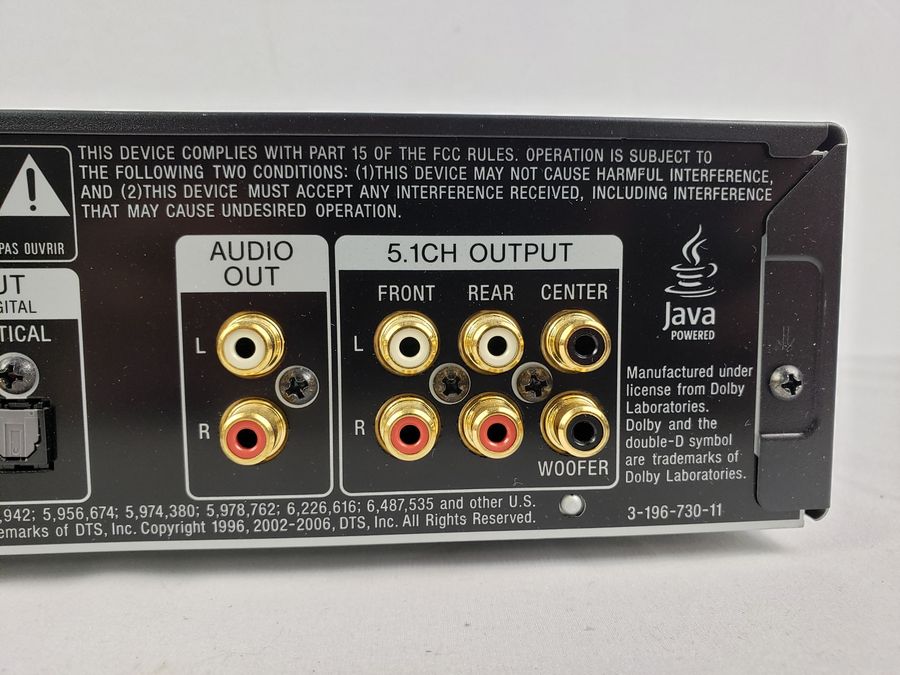 THIS DEVICE COMPLIES WITH PART 15 OF THE FCC RULES. OPERATION IS SUBJECT TO
THE FOLLOWING TWO CONDITIONS: (1)THIS DEVICE MAY NOT CAUSE HARMFUL INTERFERENCE,
AND (2)THIS DEVICE MUST ACCEPT ANY INTERFERENCE RECEIVED, INCLUDING INTERFERENCE
THAT MAY CAUSE UNDESIRED OPERATION.
PAS OUVRIR
UT
GITAL
TICAL
AUDIO
OUT
L
R
5.1CH OUTPUT
FRONT REAR CENTER
L
R
WOOFER
Java
POWERED
Manufactured under
license from Dolby
Laboratories.
Dolby and the
double-D symbol
are trademarks of
Dolby Laboratories.
,942; 5,956,674; 5,974,380; 5,978,762; 6,226,616; 6,487,535 and other U.S.
demarks of DTS, Inc. Copyright 1996, 2002-2006, DTS, Inc. All Rights Reserved.
3-196-730-11